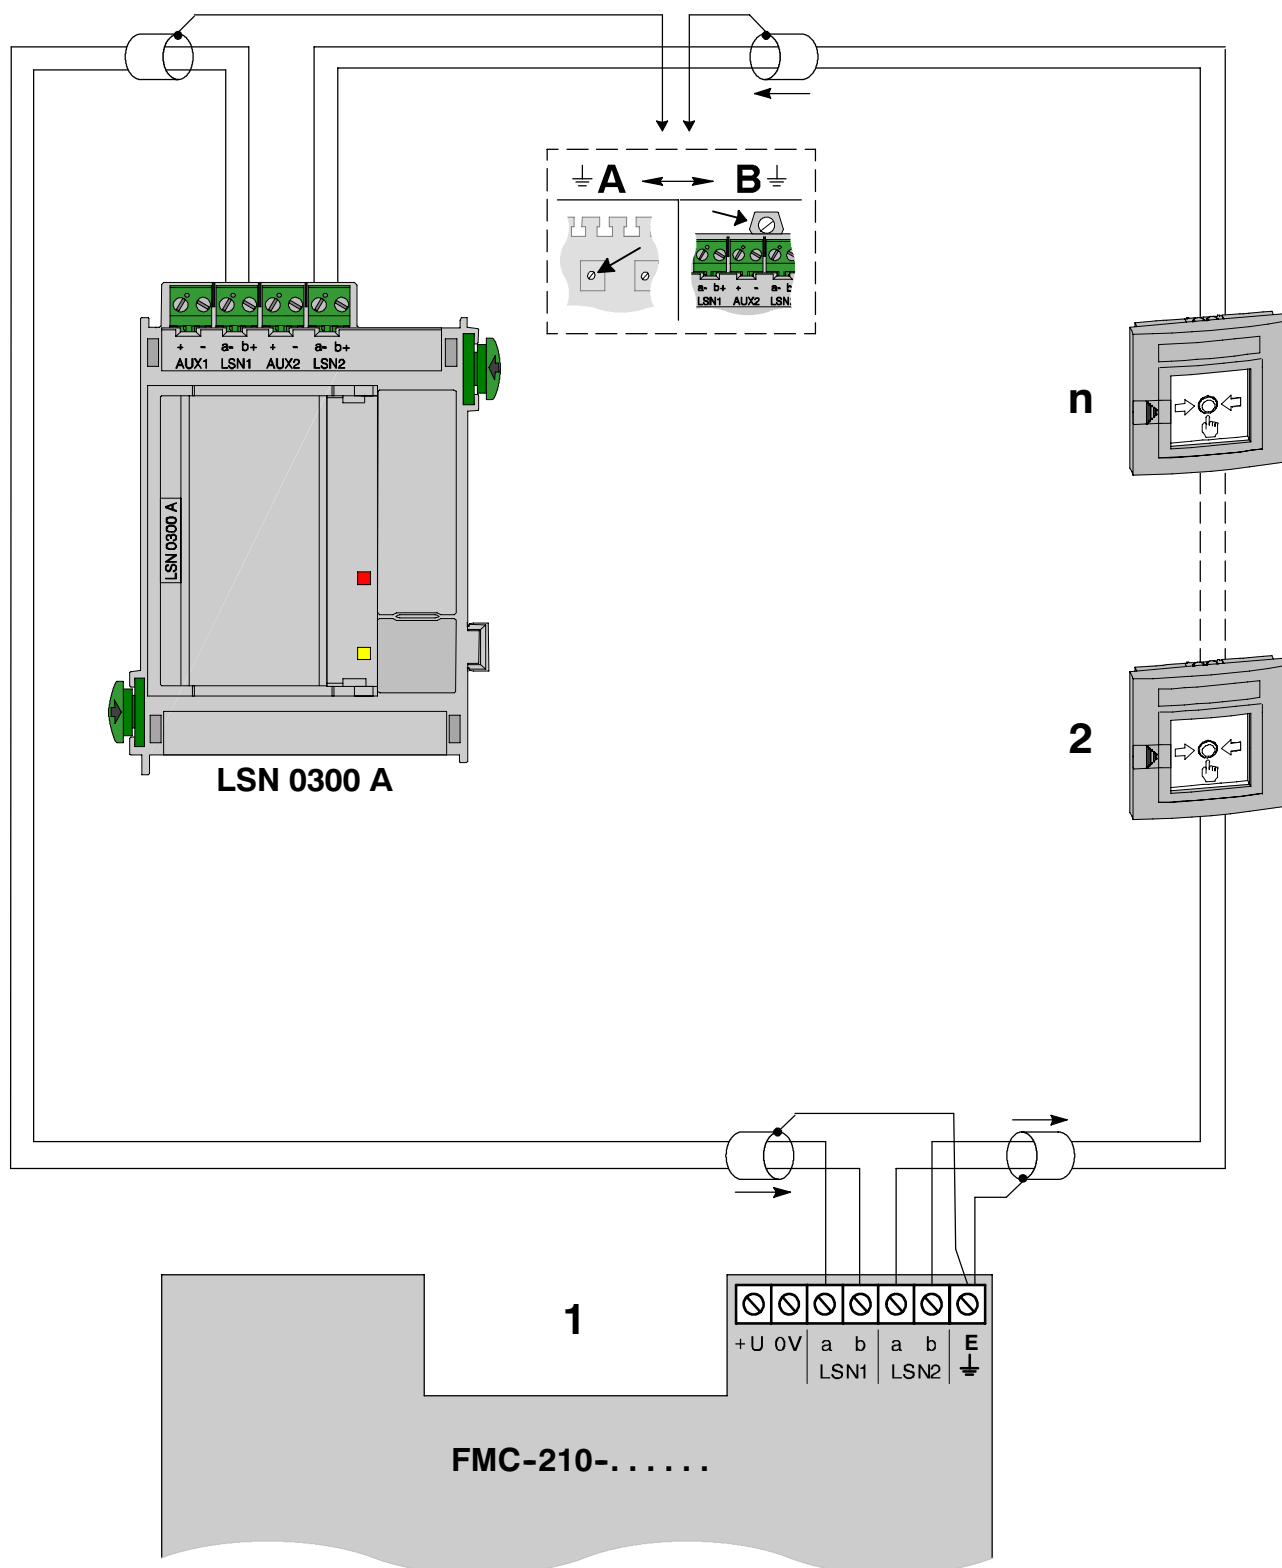 A B
a- b+ + - a- b
LSN1 AUX2 LSN
+ - a- b+ + - a- b+
AUX1 LSN1 AUX2 LSN2
n
LSN 0300 A
2
LSN 0300 A
1
+U 0V a b a b E
LSN1 LSN2
FMC-210-......